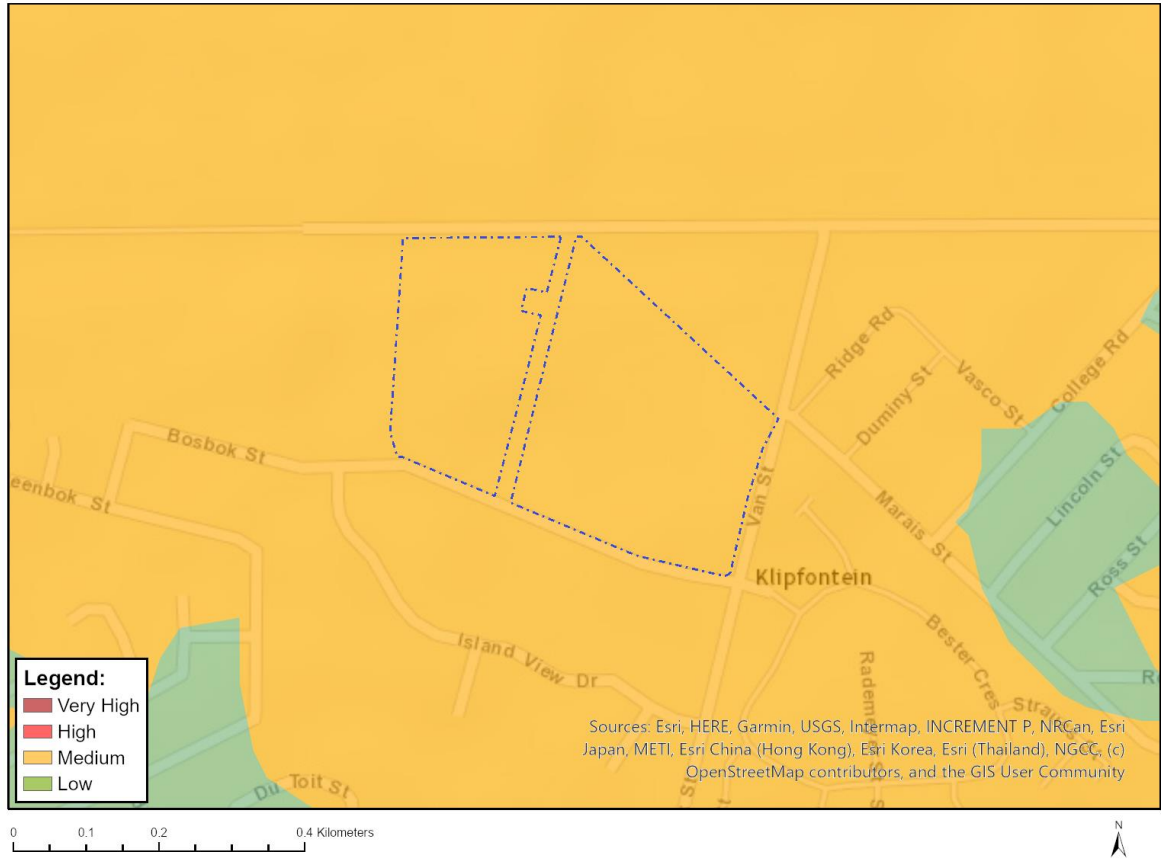 Ridge Rd
Duminy St
Vasco St
College Rd
Bosbok St
eenbok St
Van St
Marais St
Lincoln St
Ross St
Klipfontein
Island View Dr
Bester Cres
Legend:
Very High
High
Medium
Low
Du Toit St
St
Sources: Esri, HERE, Garmin, USGS, Intermap, INCREMENT P, NRCan, Esri
Japan, METI, Esri China (Hong Kong), Esri Korea, Esri (Thailand), NGCC, (c)
OpenStreetMap contributors, and the GIS User Community
0 0.1 0.2 0.4 Kilometers
N